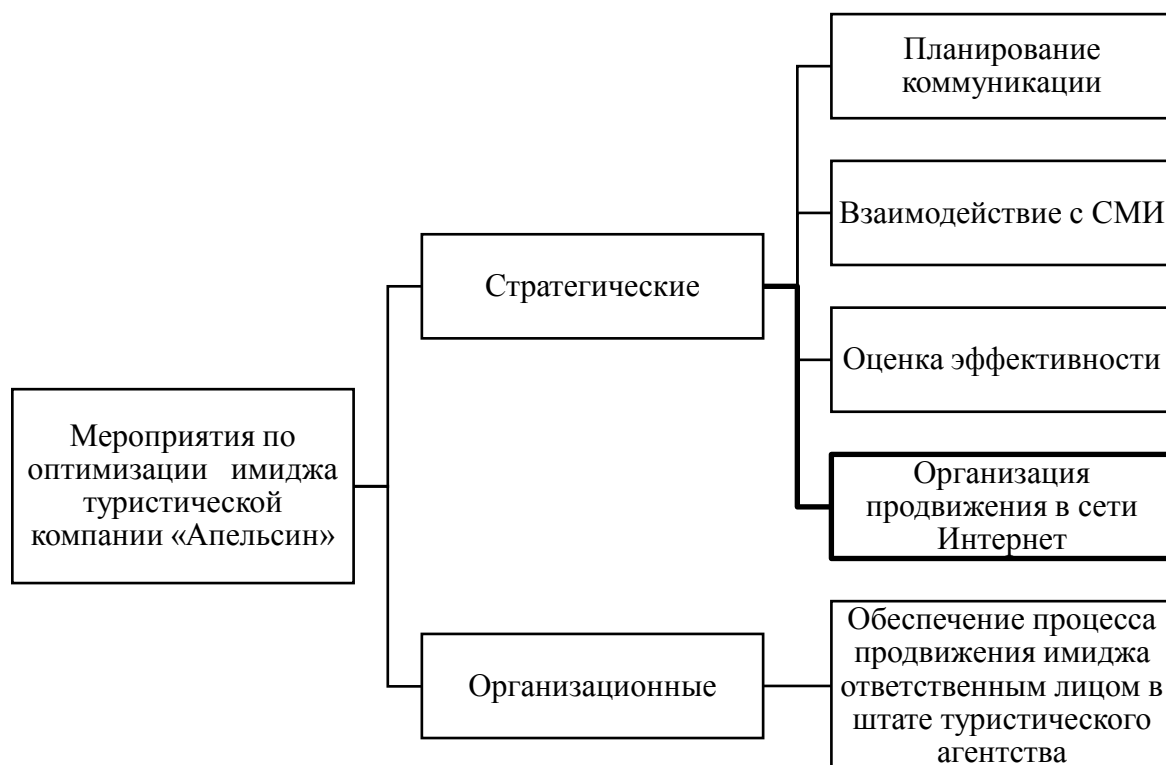 Планирование
коммуникации
Взаимодействие с СМИ
Стратегические
Оценка эффективности
Мероприятия по
оптимизации имиджа
туристической
компании «Апельсин»
Организация
продвижения в сети
Интернет
Организационные
Обеспечение процесса
продвижения имиджа
ответственным лицом в
штате туристического
агентства